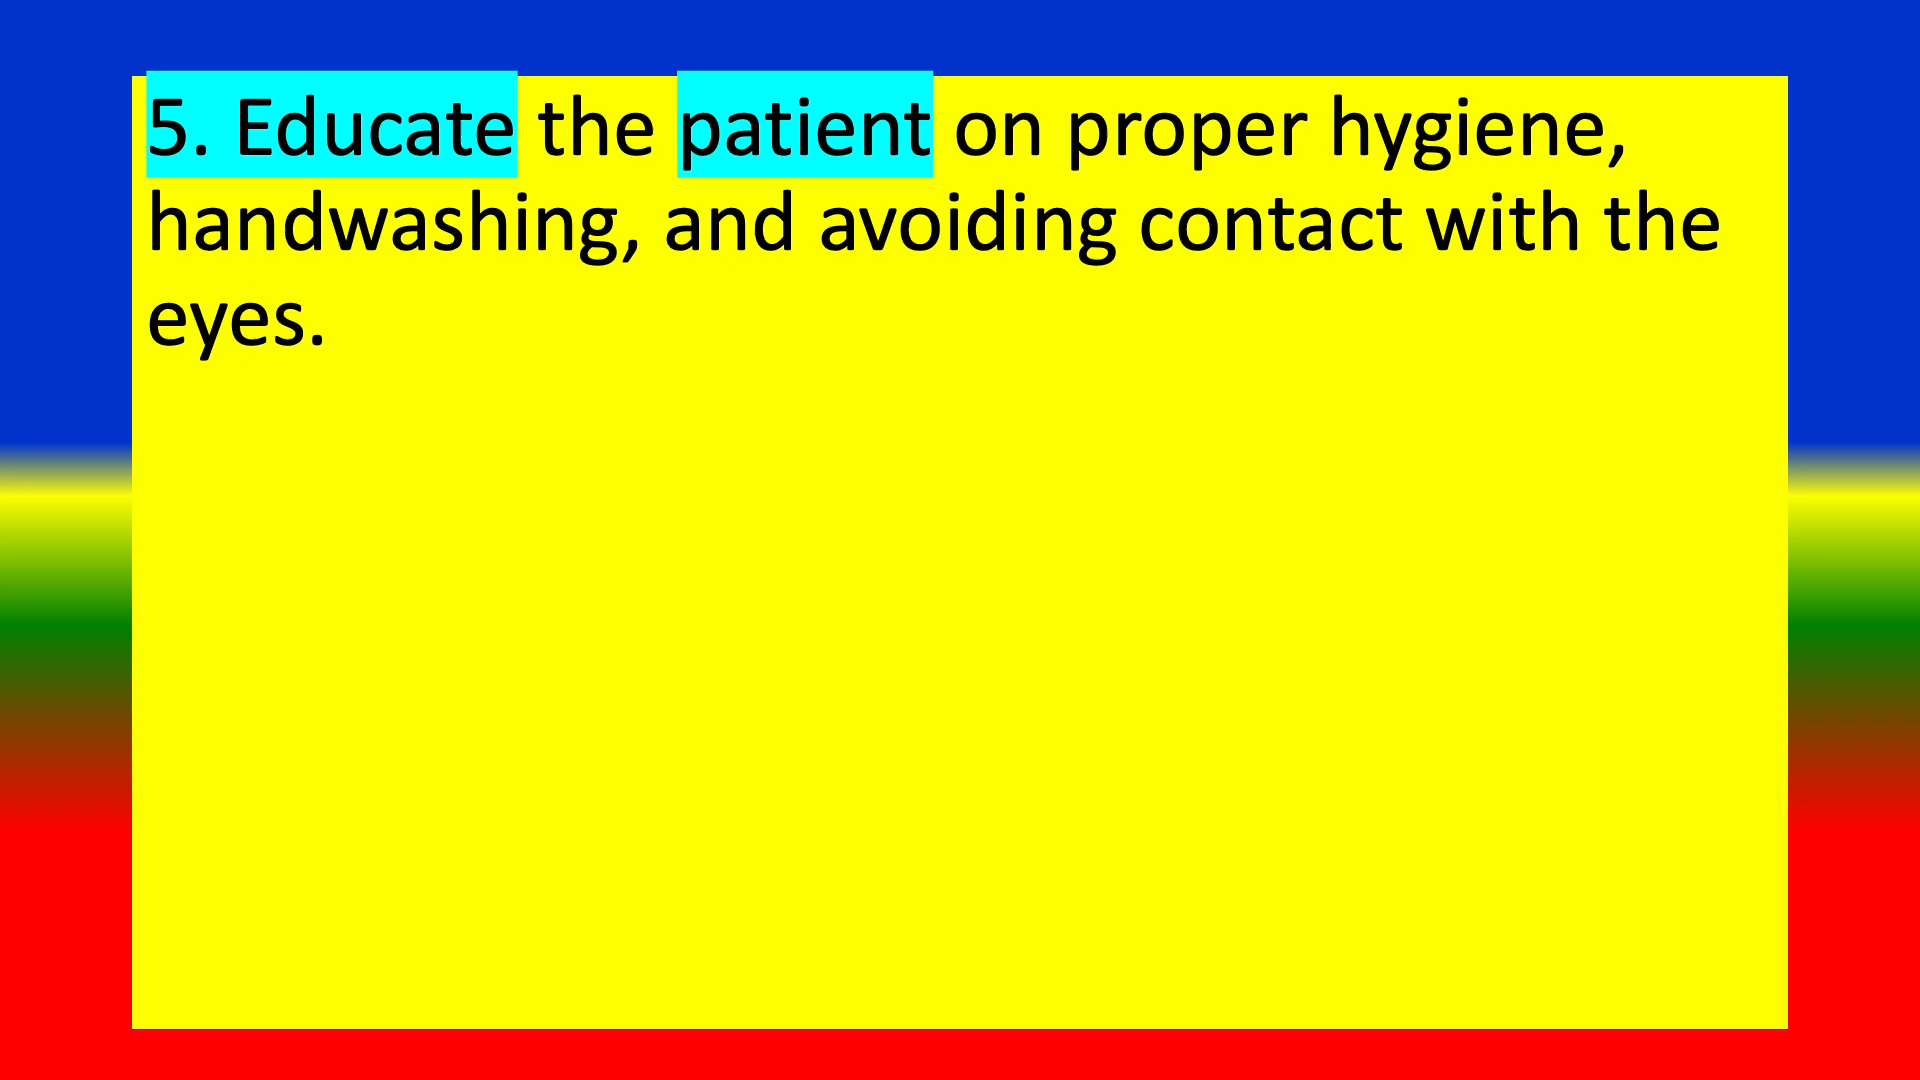 5. Educate the patient on proper hygiene,
handwashing, and avoiding contact with the
eyes.